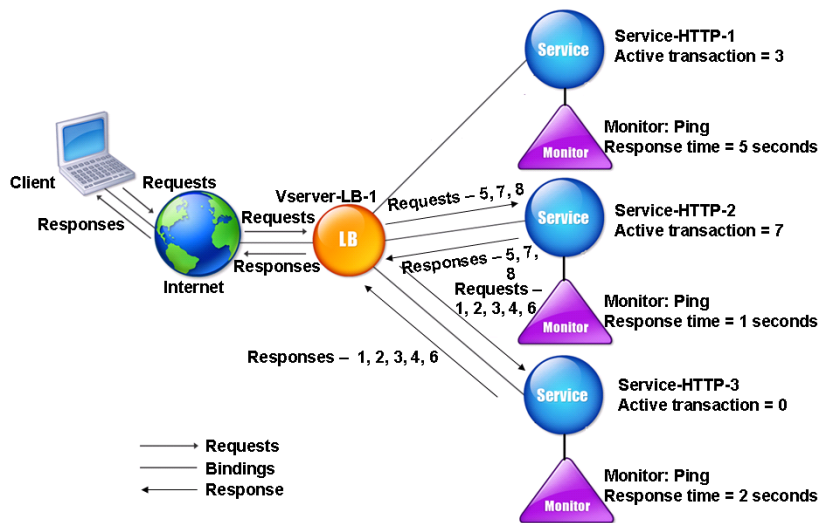 Service
Service-HTTP-1
Active transaction = 3
Monitor
Monitor: Ping
Response time = 5 seconds
Client
Requests
Responses
Internet
Requests
Responses
Vserver-LB-1
LB
Requests – 5, 7, 8
Responses – 5, 7,
8
Service
Service-HTTP-2
Active transaction = 7
Requests –
1, 2, 3, 4, 6
Monitor
Monitor: Ping
Response time = 1 seconds
Responses – 1, 2, 3, 4, 6
Service
Service-HTTP-3
Active transaction = 0
Monitor
Monitor: Ping
Response time = 2 seconds
Requests
Bindings
Response